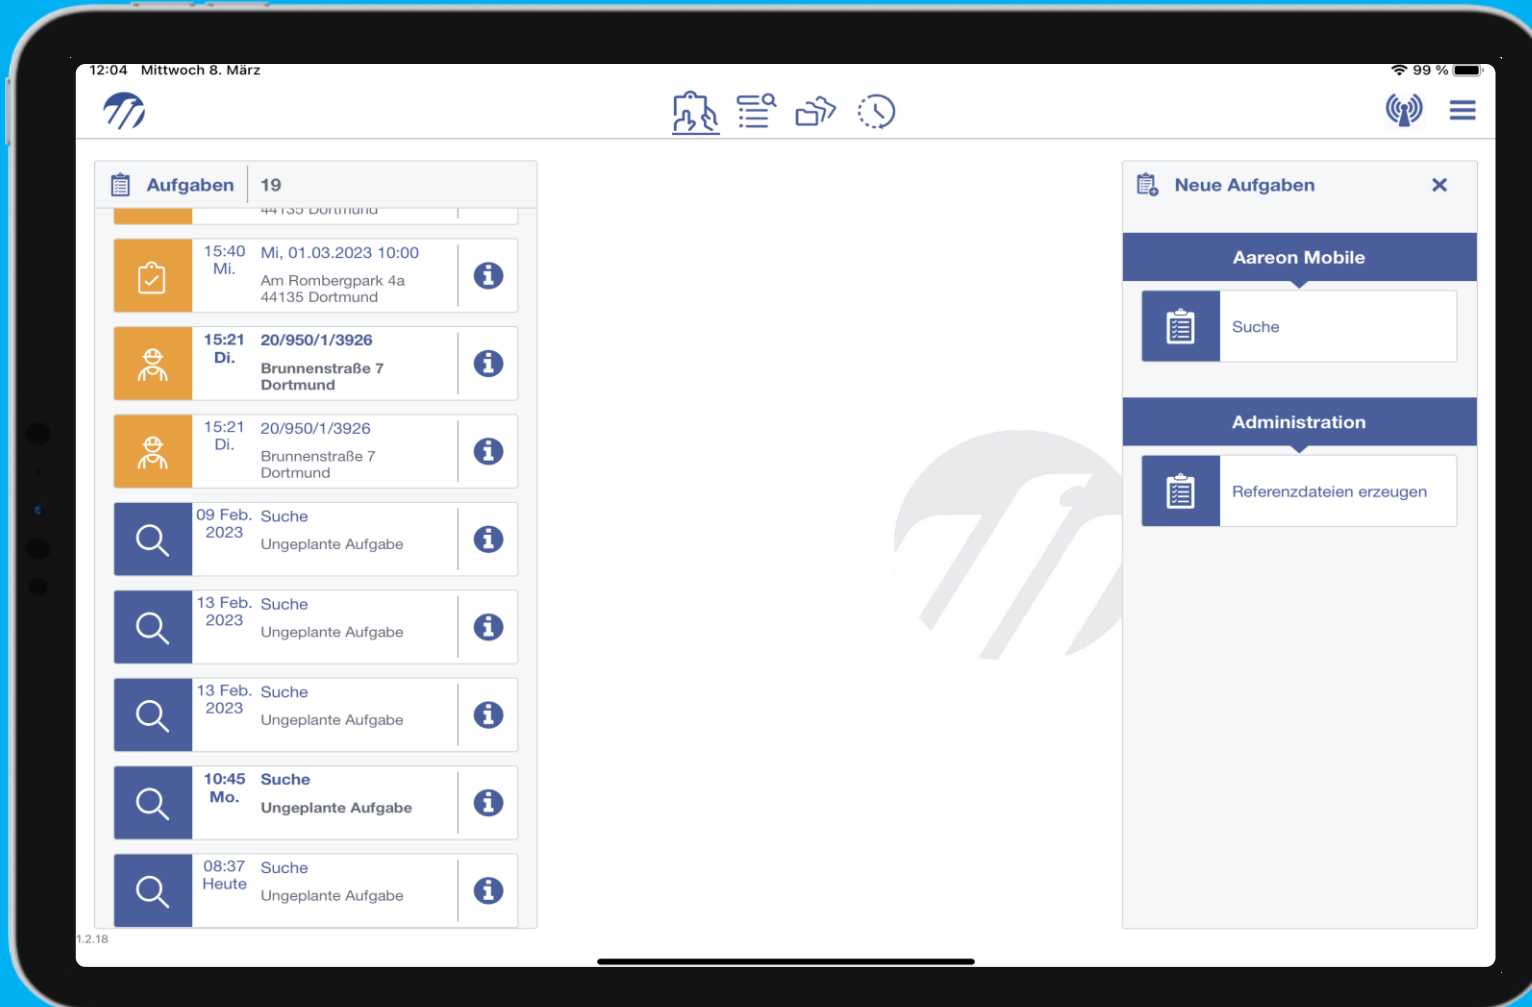 12:04 Mittwoch 8. März
99 %
Aufgaben 19
44135 Dortmund
15:40 Mi.
Mi, 01.03.2023 10:00
Am Rombergpark 4a
44135 Dortmund
15:21 Di.
20/950/1/3926
Brunnenstraße 7
Dortmund
15:21 Di.
20/950/1/3926
Brunnenstraße 7
Dortmund
09 Feb. 2023
Suche
Ungeplante Aufgabe
13 Feb. 2023
Suche
Ungeplante Aufgabe
13 Feb. 2023
Suche
Ungeplante Aufgabe
10:45 Mo.
Suche
Ungeplante Aufgabe
08:37 Heute
Suche
Ungeplante Aufgabe
1.2.18
Neue Aufgaben
Aareon Mobile
Suche
Administration
Referenzdateien erzeugen